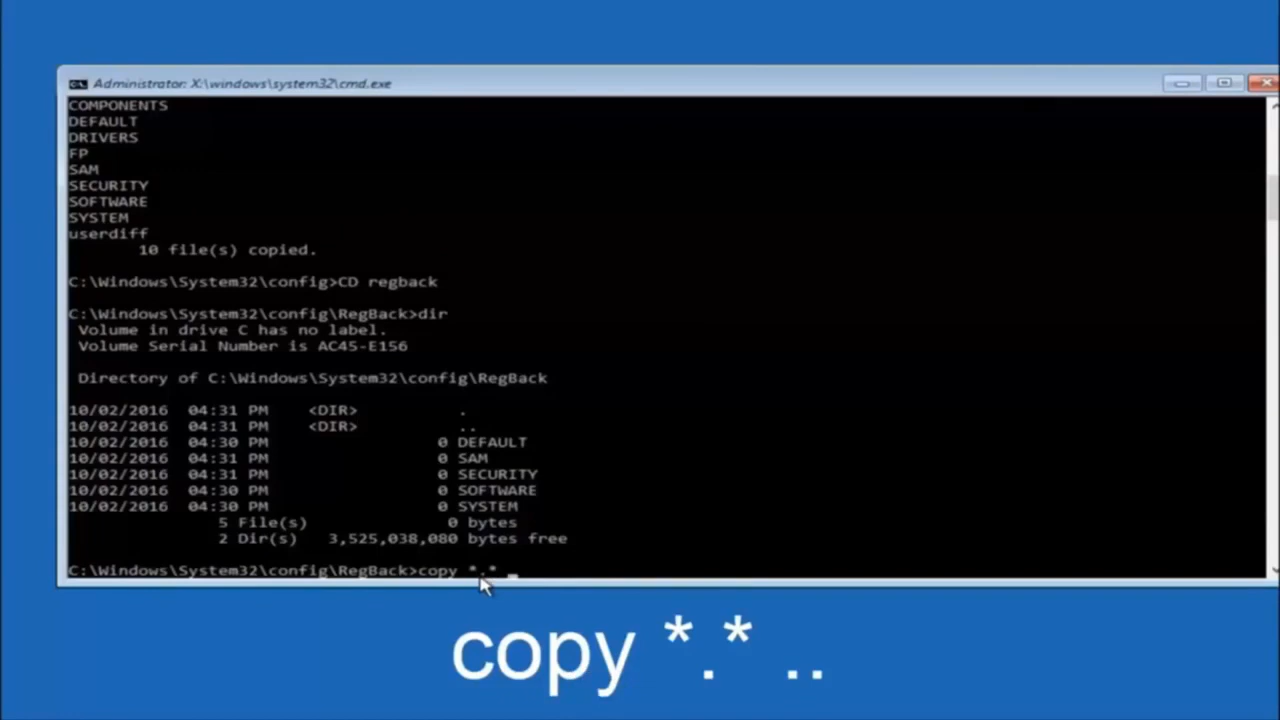 Administrator: X:\windows\system32\cmd.exe
COMPONENTS
DEFAULT
DRIVERS
FP
SAM
SECURITY
SOFTWARE
SYSTEM
userdiff
10 file(s) copied.
C:\Windows\System32\config>CD regback
C:\Windows\System32\config\RegBack>dir
Volume in drive C has no label.
Volume Serial Number is AC45-E156
Directory of C:\Windows\System32\config\RegBack
10/02/2016 04:31 PM <DIR> .
10/02/2016 04:31 PM <DIR> ..
10/02/2016 04:30 PM 0 DEFAULT
10/02/2016 04:31 PM 0 SAM
10/02/2016 04:31 PM 0 SECURITY
10/02/2016 04:30 PM 0 SOFTWARE
10/02/2016 04:30 PM 0 SYSTEM
5 File(s) 0 bytes
2 Dir(s) 3,525,038,080 bytes free
C:\Windows\System32\config\RegBack>copy *.* _
copy *.* ..